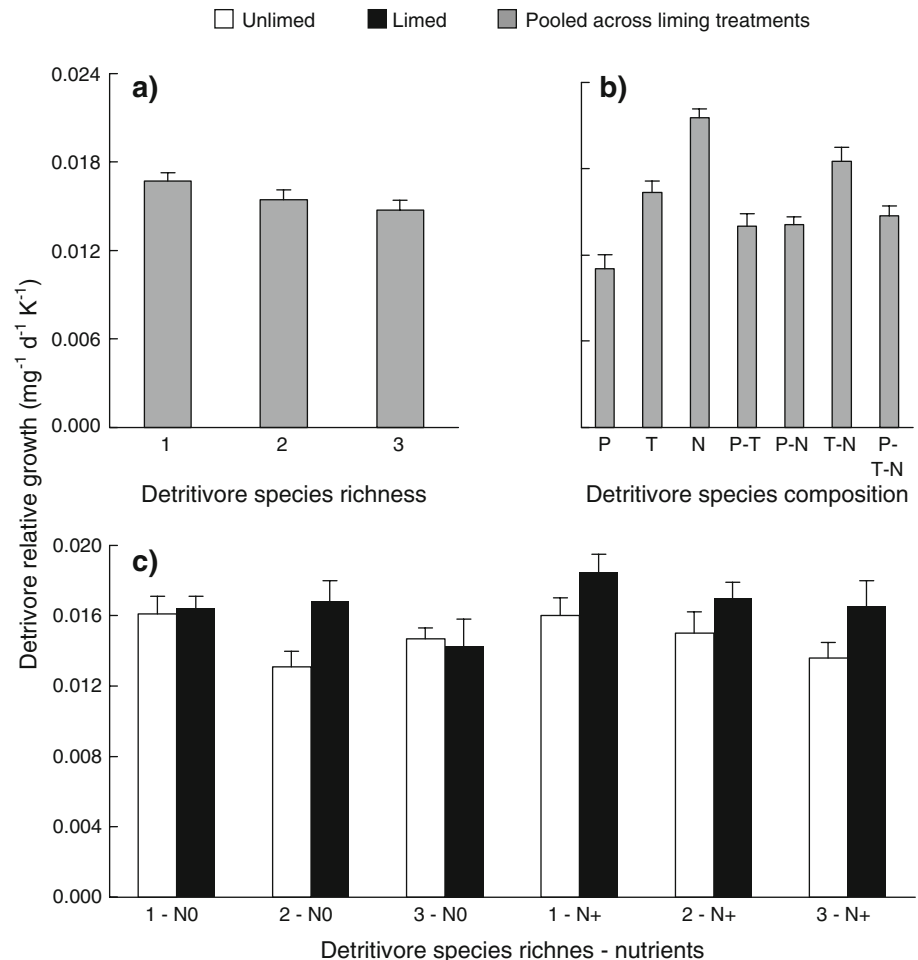 Unlimed Limed Pooled across liming treatments
Detrivore relative growth (mg-1 d-1 K-1)
a)
0.024
0.018
0.012
0.006
0.000
1 2 3
Detritivore species richness
b)
P T N P-T P-N T-N P-
T-N
Detritivore species composition
c)
0.020
0.016
0.012
0.008
0.004
0.000
1 - N0 2 - N0 3 - N0 1 - N+ 2 - N+ 3 - N+
Detritivore species richnes - nutrients